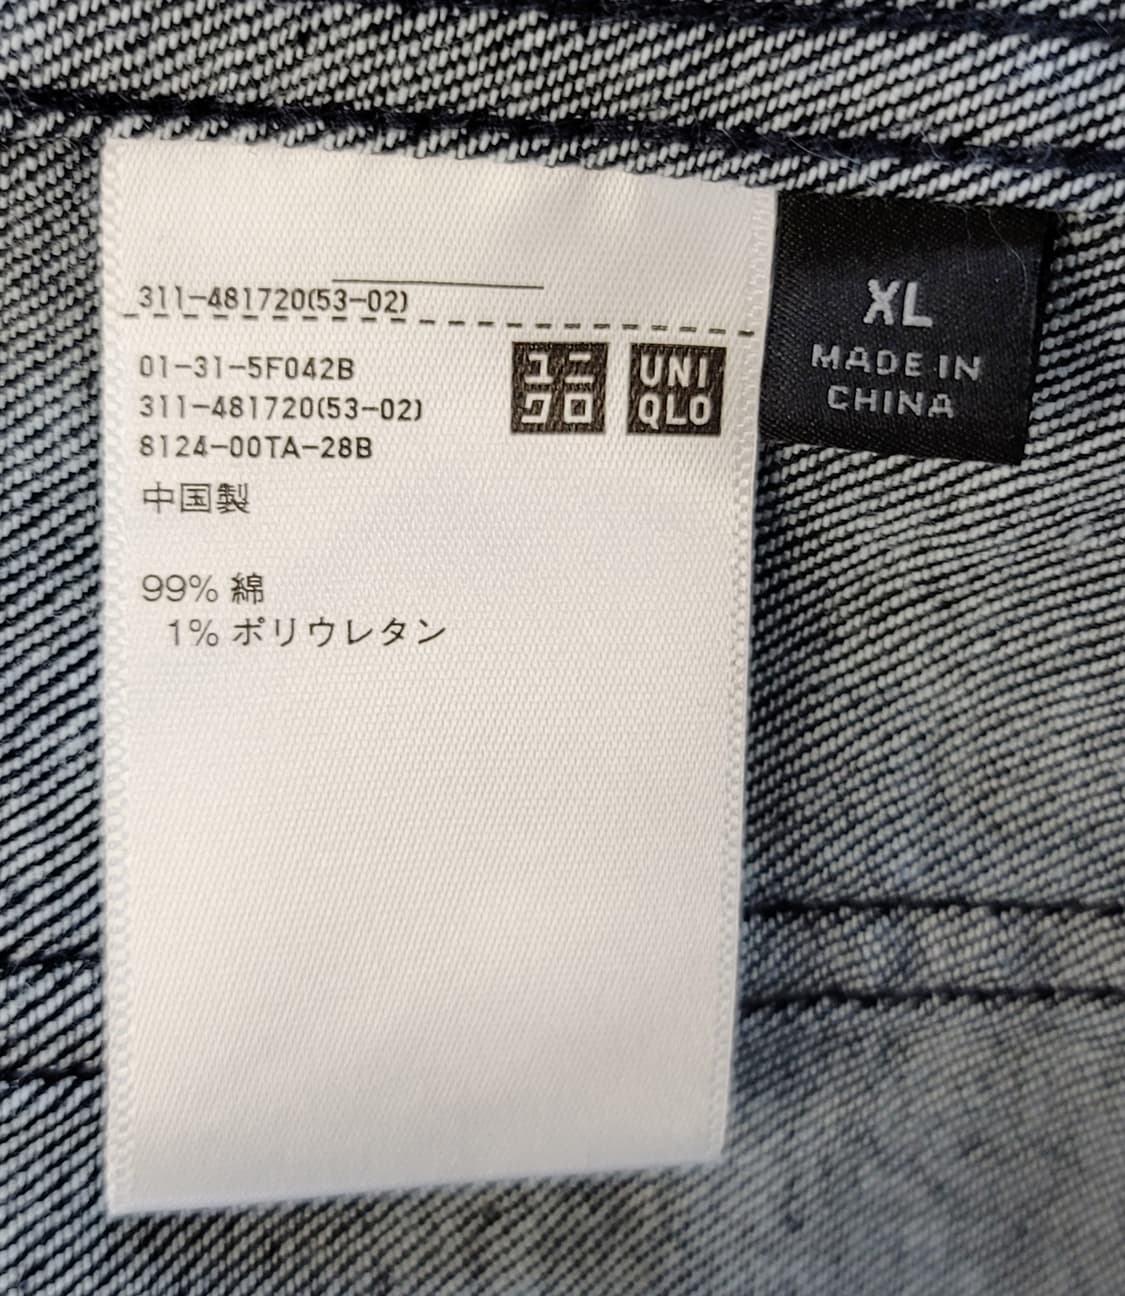 311-481720(53-02)
01-31-5F042B
311-481720(53-02)
8124-00TA-28B
中国製
99% 綿
1% ポリウレタン
ユニ
クロ
UNI
QLO
XL
MADE IN
CHINA